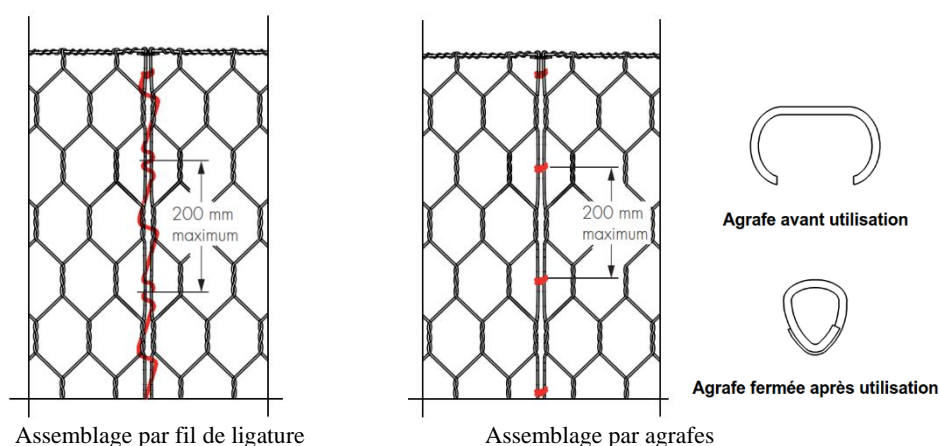 200 mm
maximum
200 mm
maximum
Agrafe avant utilisation
Agrafe fermée après utilisation
Assemblage par fil de ligature
Assemblage par agrafes